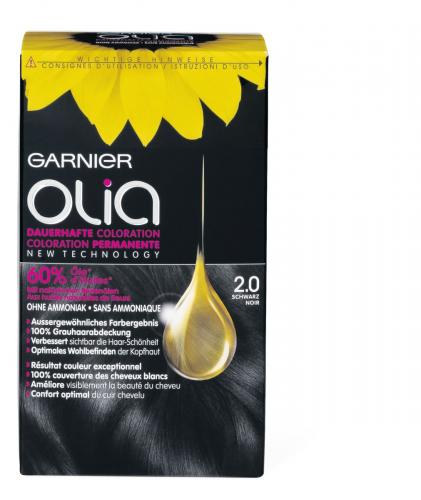 WICHTIGE HINWEISE
CONSIGNES D'UTILISATION / ISTRUZIONI D'USO
GARNIER
OLIA
DAUERHAFTE COLORATION
COLORATION PERMANENTE
NEW TECHNOLOGY
60% Öle*
d'Huiles*
OHNE AMMONIAK • SANS AMMONIAQUE
2.0
SCHWARZ
NOIR
• Aussergewöhnliches Farbergebnis
• 100% Grauhaarabdeckung
• Verbessert sichtbar die Haar-Schönheit
• Optimales Wohlbefinden der Kopfhaut
• Résultat couleur exceptionnel
• 100% couverture des cheveux blancs
• Améliore visiblement la beauté du cheveu
• Confort optimal du cuir chevelu